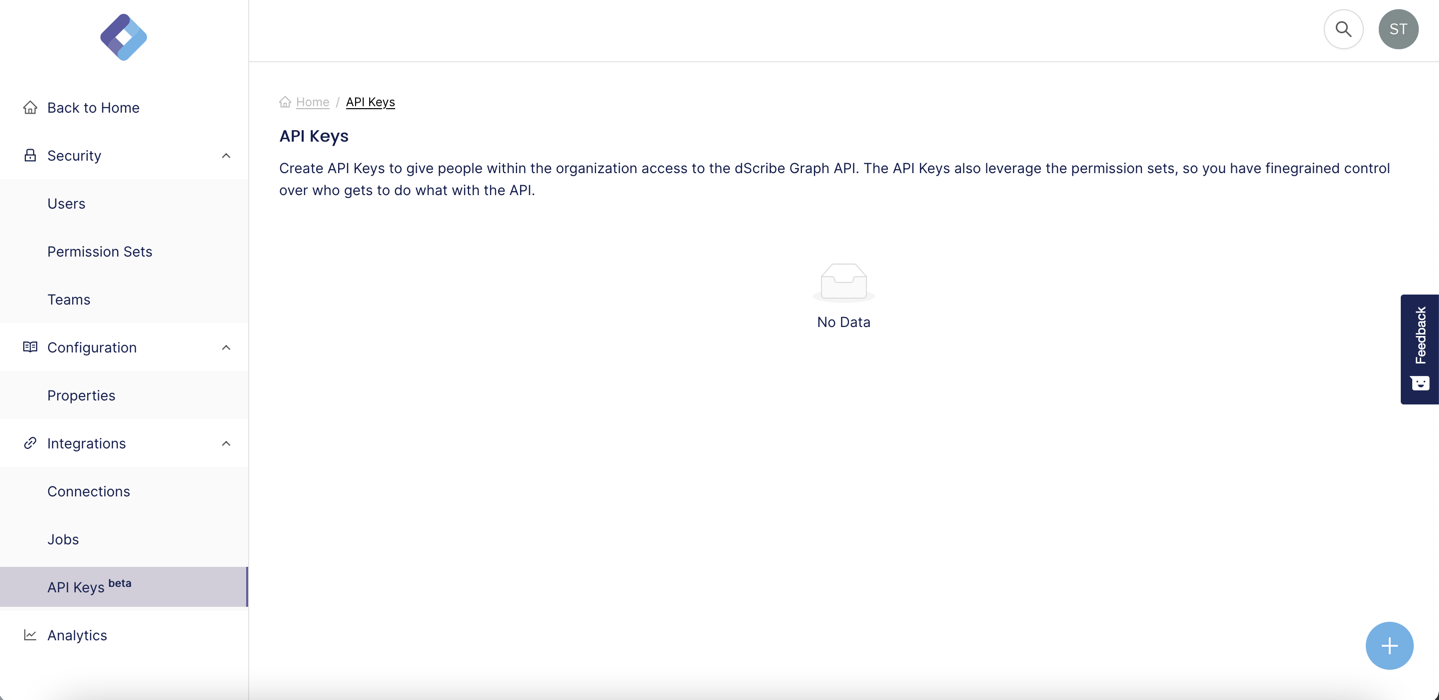 ST
Back to Home
Security
Users
Permission Sets
Teams
Configuration
Properties
Integrations
Connections
Jobs
API Keys beta
Analytics
Home / API Keys
API Keys
Create API Keys to give people within the organization access to the dScribe Graph API. The API Keys also leverage the permission sets, so you have finegrained control
over who gets to do what with the API.
No Data
Feedback